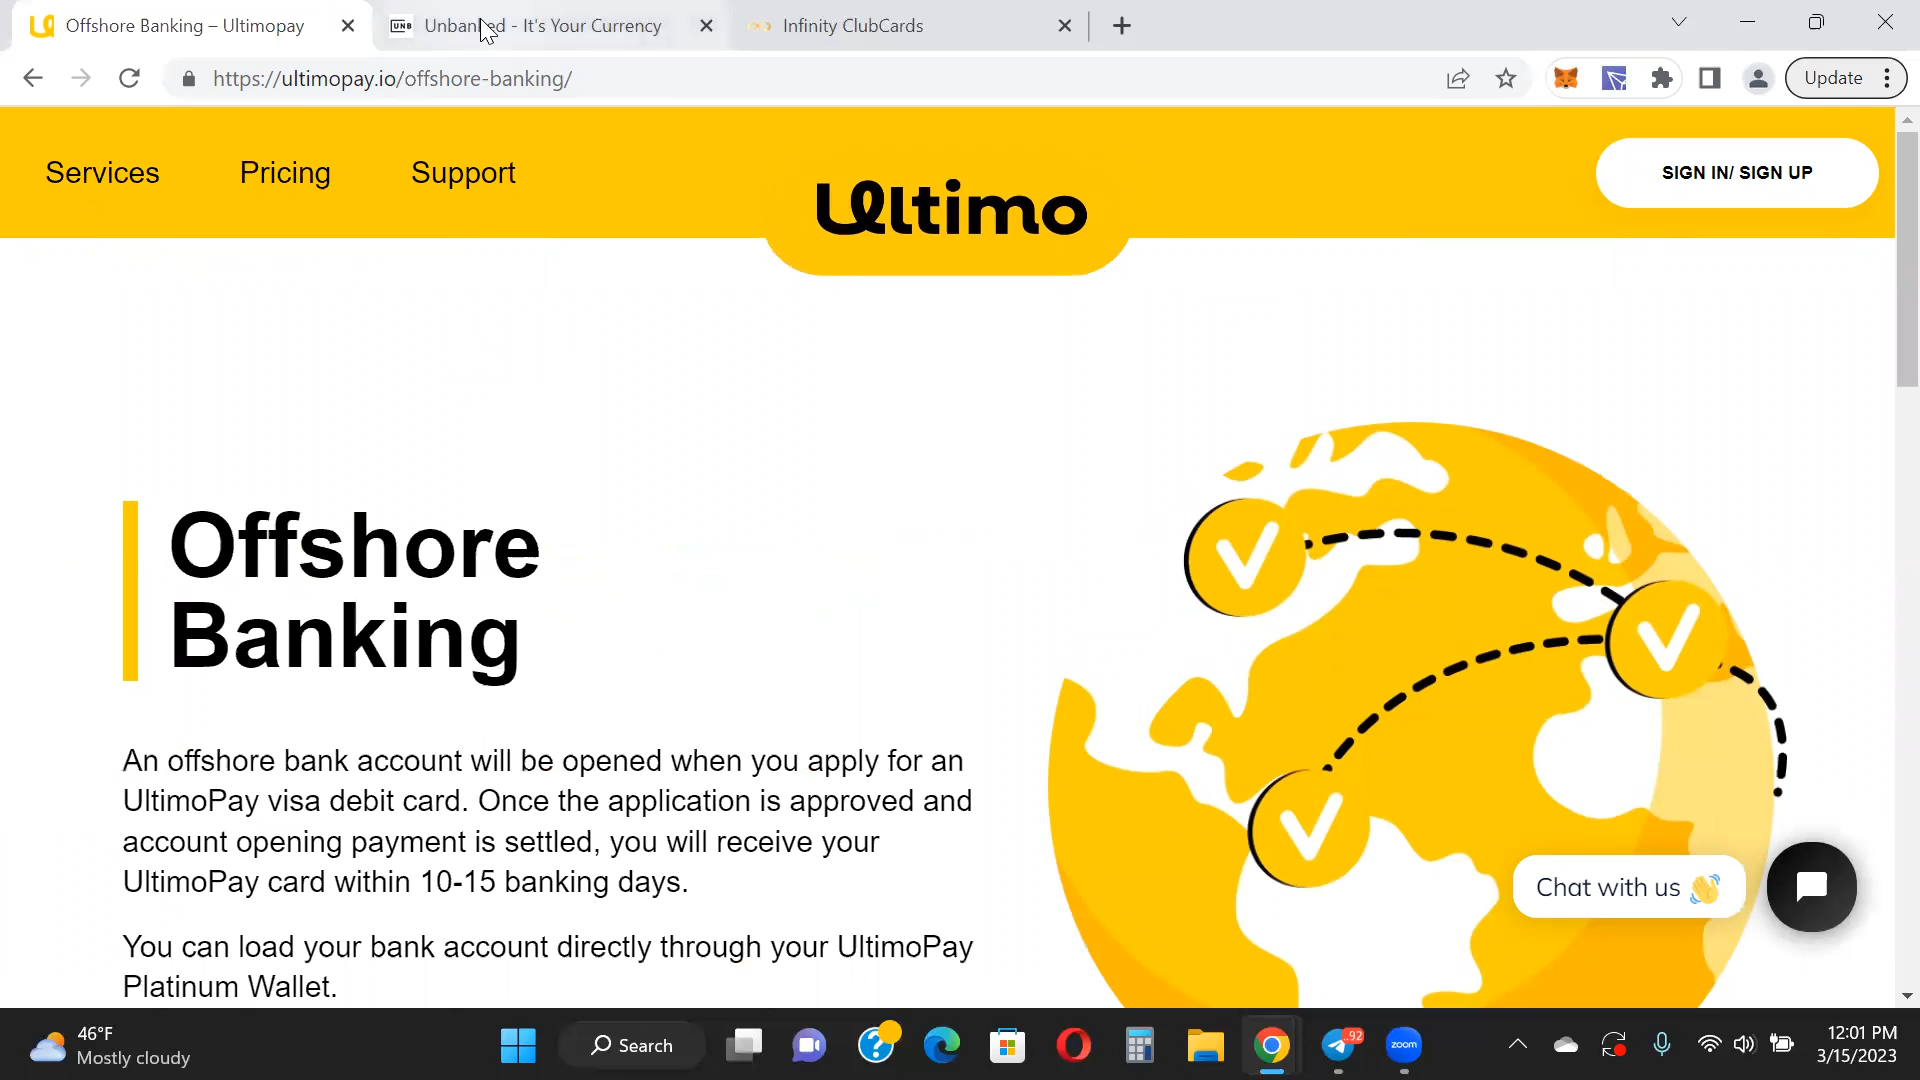 Offshore Banking – Ultimopay
UNB
Unbanked - It's Your Currency
Infinity ClubCards
https://ultimopay.io/offshore-banking/
Update
Services
Pricing
Support
Ultimo
SIGN IN/ SIGN UP
Offshore
Banking
An offshore bank account will be opened when you apply for an
UltimoPay visa debit card. Once the application is approved and
account opening payment is settled, you will receive your
UltimoPay card within 10-15 banking days.
You can load your bank account directly through your UltimoPay
Platinum Wallet.
Chat with us 👋
46°F
Mostly cloudy
Search
..92
zoom
12:01 PM
3/15/2023